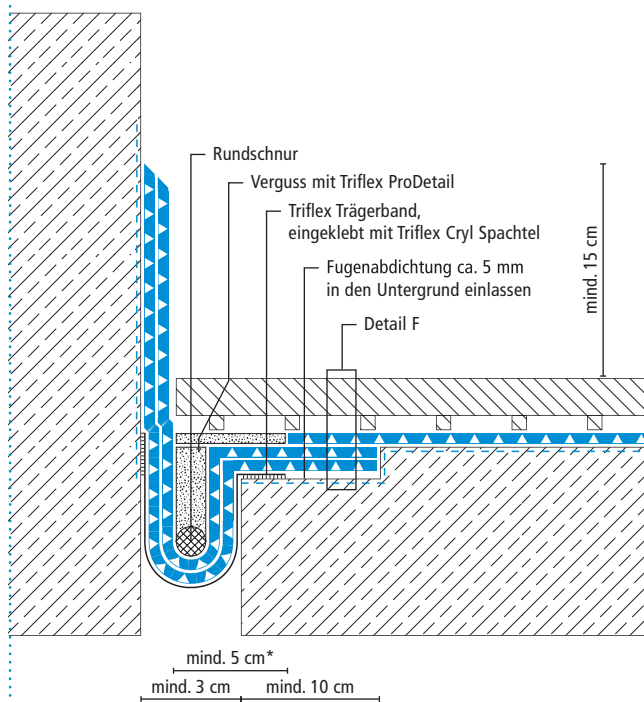 Rundschnur
Verguss mit Triflex ProDetail
Triflex Trägerband,
eingeklebt mit Triflex Cryl Spachtel
Fugenabdichtung ca. 5 mm
in den Untergrund einlassen
Detail F
mind. 15 cm
mind. 5 cm*
mind. 3 cm
mind. 10 cm